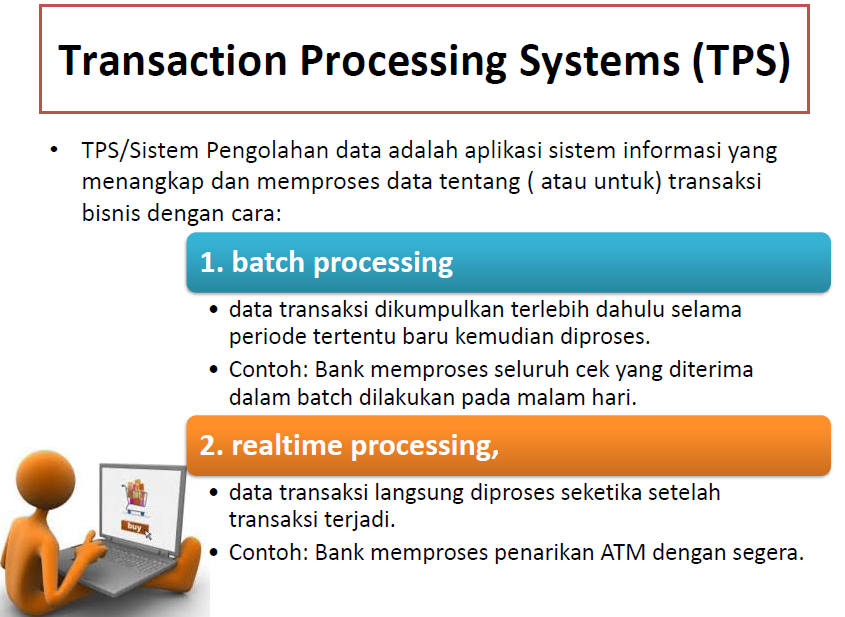 Transaction Processing Systems (TPS)
• TPS/Sistem Pengolahan data adalah aplikasi sistem informasi yang
menangkap dan memproses data tentang ( atau untuk) transaksi
bisnis dengan cara:
1. batch processing
• data transaksi dikumpulkan terlebih dahulu selama
periode tertentu baru kemudian diproses.
• Contoh: Bank memproses seluruh cek yang diterima
dalam batch dilakukan pada malam hari.
2. realtime processing,
• data transaksi langsung diproses seketika setelah
transaksi terjadi.
• Contoh: Bank memproses penarikan ATM dengan segera.
buy